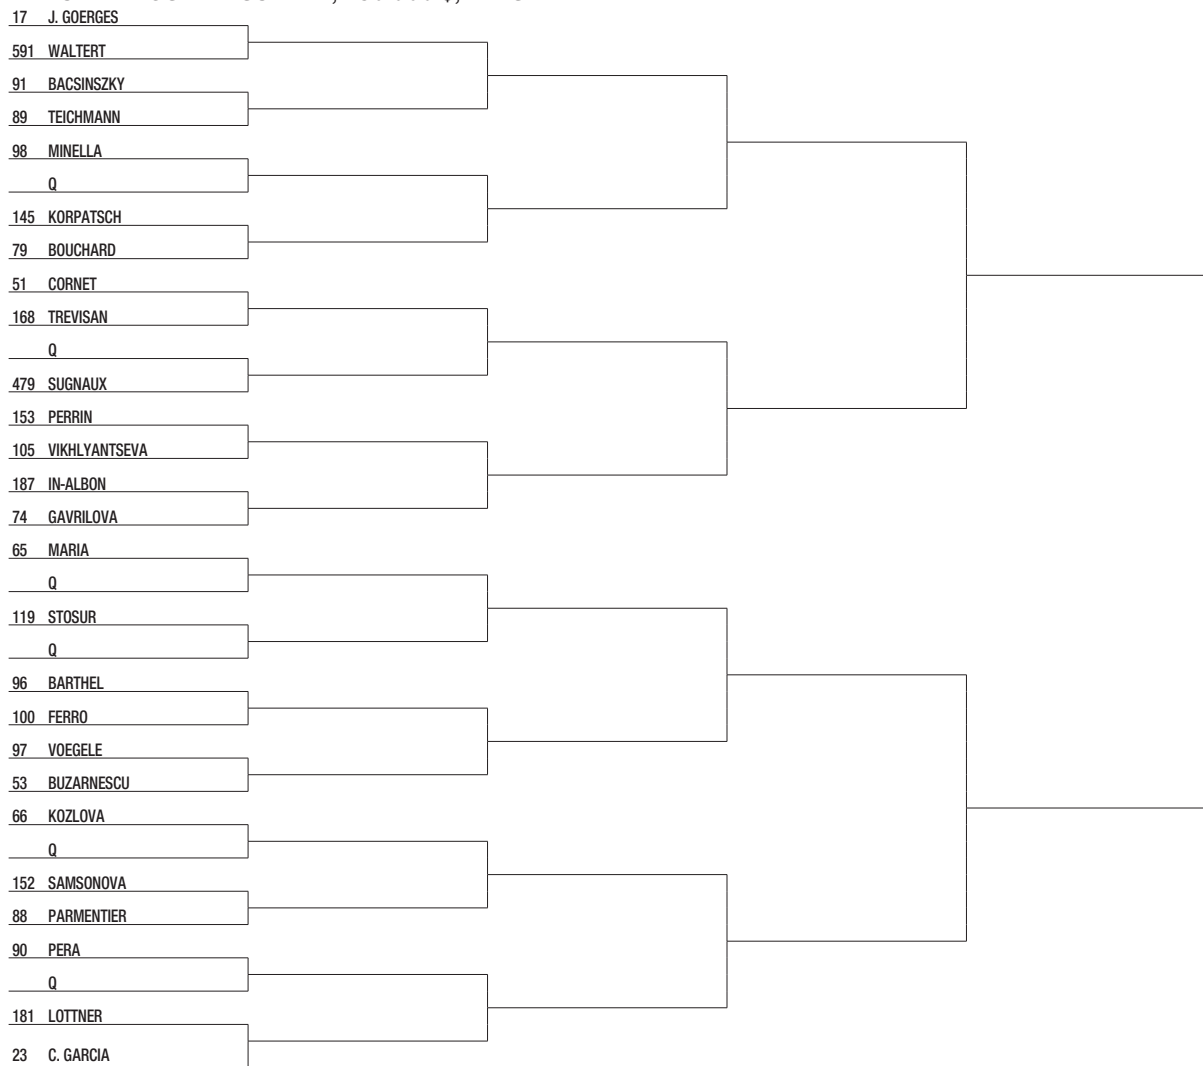 17 J. GOERGES
591 WALTERT
91 BACSINSZKY
89 TEICHMANN
98 MINELLA
Q
145 KORPATSCH
79 BOUCHARD
51 CORNET
168 TREVISAN
Q
479 SUGNAUX
153 PERRIN
105 VIKHLYANTSEVA
187 IN-ALBON
74 GAVRILOVA
65 MARIA
Q
119 STOSUR
Q
96 BARTHEL
100 FERRO
97 VOEGELE
53 BUZARNESCU
66 KOZLOVA
Q
152 SAMSONOVA
88 PARMENTIER
90 PERA
Q
181 LOTTNER
23 C. GARCIA